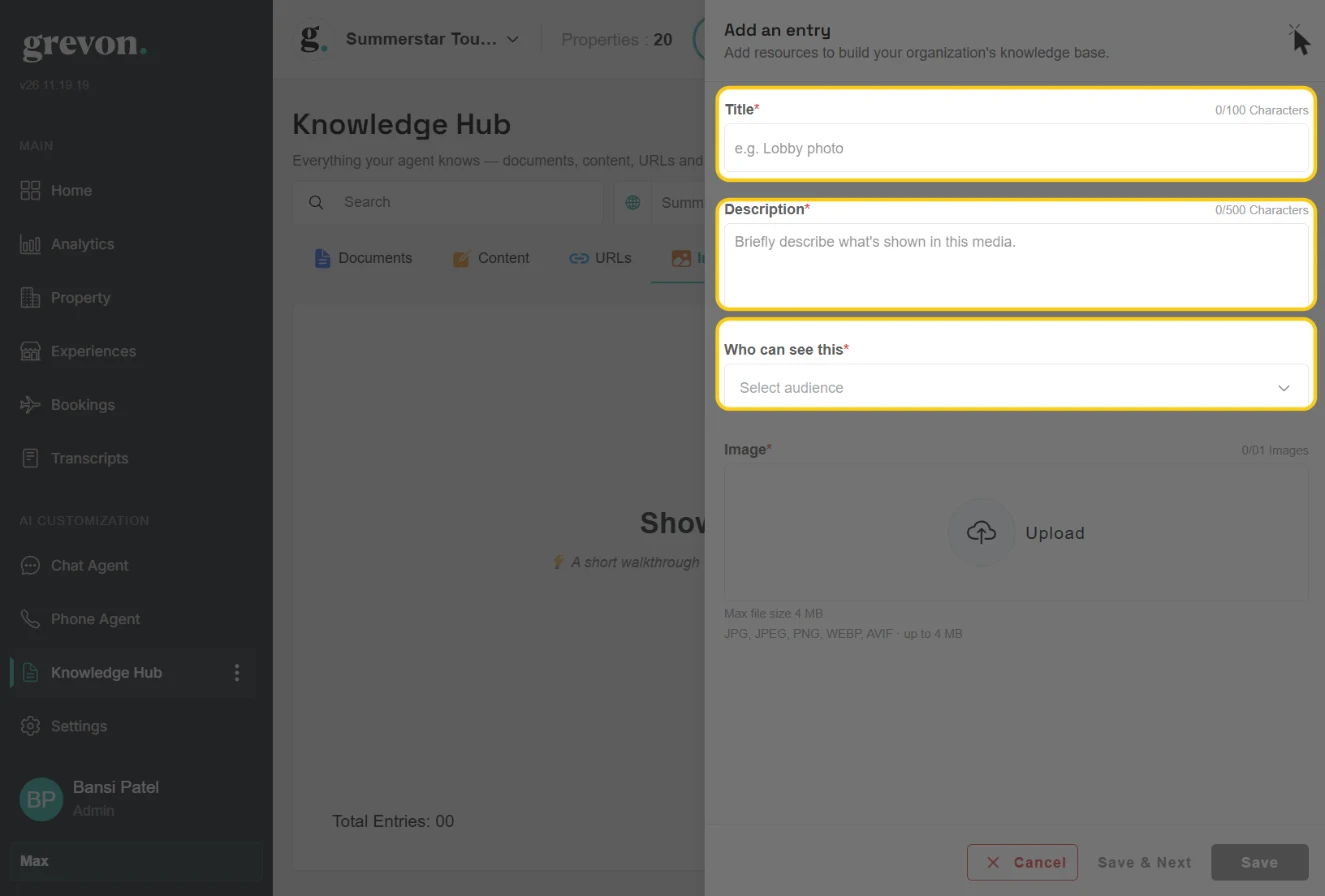 grevon.
v26.11.19.19
MAIN
Home
Analytics
Property
Experiences
Bookings
Transcripts
AI CUSTOMIZATION
Chat Agent
Phone Agent
Knowledge Hub
Settings
BP
Bansi Patel
Admin
Max
g. Summerstar Tou... Properties : 20
Knowledge Hub
Everything your agent knows — documents, content, URLs and
Search
Summ
Documents Content URLs
Show
⚡ A short walkthrough
Total Entries: 00
Add an entry
Add resources to build your organization's knowledge base.
Title* 0/100 Characters
e.g. Lobby photo
Description* 0/500 Characters
Briefly describe what's shown in this media.
Who can see this*
Select audience
Image* 0/01 Images
Upload
Max file size 4 MB
JPG, JPEG, PNG, WEBP, AVIF · up to 4 MB
Cancel Save & Next Save